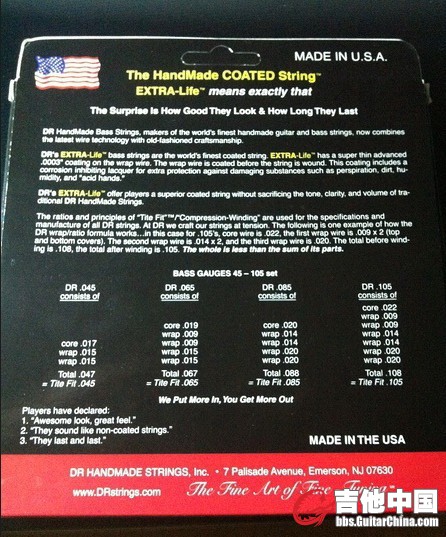 MADE IN U.S.A.
The HandMade COATED String™
EXTRA-Life™ means exactly that
The Surprise is How Good They Look & How Long They Last
DR HandMade Bass Strings, makers of the world's finest handmade guitar and bass strings, now combines
the latest wire technology with old-fashioned craftsmanship.
DR's EXTRA-Life™ bass strings are the world's finest coated string. EXTRA-Life™ has a super thin advanced
.0003" coating on the wrap wire. The wrap wire is coated before the string is wound. This coating includes a
corrosion inhibiting lacquer for extra protection against damaging substances such as perspiration, dirt, hu-
midity, and "acid hands."
DR's EXTRA-Life™ offer players a superior coated string without sacrificing the tone, clarity, and volume of tra-
ditional DR HandMade Strings.
The ratios and principles of "Tite Fit"™/"Compression-Winding" are used for the specifications and
manufacture of all DR strings. At DR we craft our strings at tension. The following is one example of how the
DR wrap/ratio formula works...in this case for .105's, core wire is .022, the first wrap wire is .009 x 2 (top
and bottom covers). The second wrap wire is .014 x 2, and the third wrap wire is .020. The total before wind-
ing is .108, the total after winding is .105. The whole is less than the sum of its parts.
BASS GAUGES 45 – 105 set
DR .045 DR .065 DR .085 DR .105
consists of consists of consists of consists of
core .022
wrap .009
core .019 core .020 wrap .009
wrap .009 wrap .014 wrap .014
core .017 wrap .009 wrap .014 wrap .014
wrap .015 wrap .015 wrap .020 wrap .020
wrap .015 wrap .015 wrap .020 wrap .020
Total .047 Total .067 Total .088 Total .108
= Tite Fit .045 = Tite Fit .065 = Tite Fit .085 = Tite Fit .105
We Put More In, You Get More Out
Players have declared:
1. "Awesome look, great feel."
2. "They sound like non-coated strings."
3. "They last and last."
MADE IN THE USA
DR HANDMADE STRINGS, Inc. • 7 Palisade Avenue, Emerson, NJ 07630
www.DRstrings.com The Fine Art of Fine Tuning™
吉他中国
bbs.GuitarChina.com